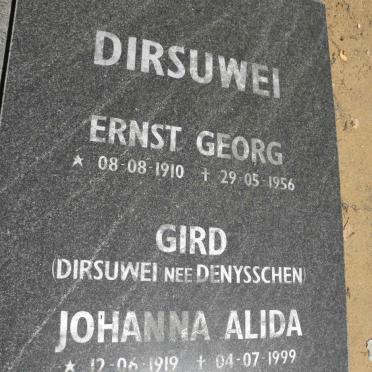 DIRSUWEI
ERNST GEORG
★ 08-08-1910 † 29-05-1956
GIRD
(DIRSUWEI NEE DENYSSCHEN)
JOHANNA ALIDA
★ 12-06-1919 † 04-07-1999